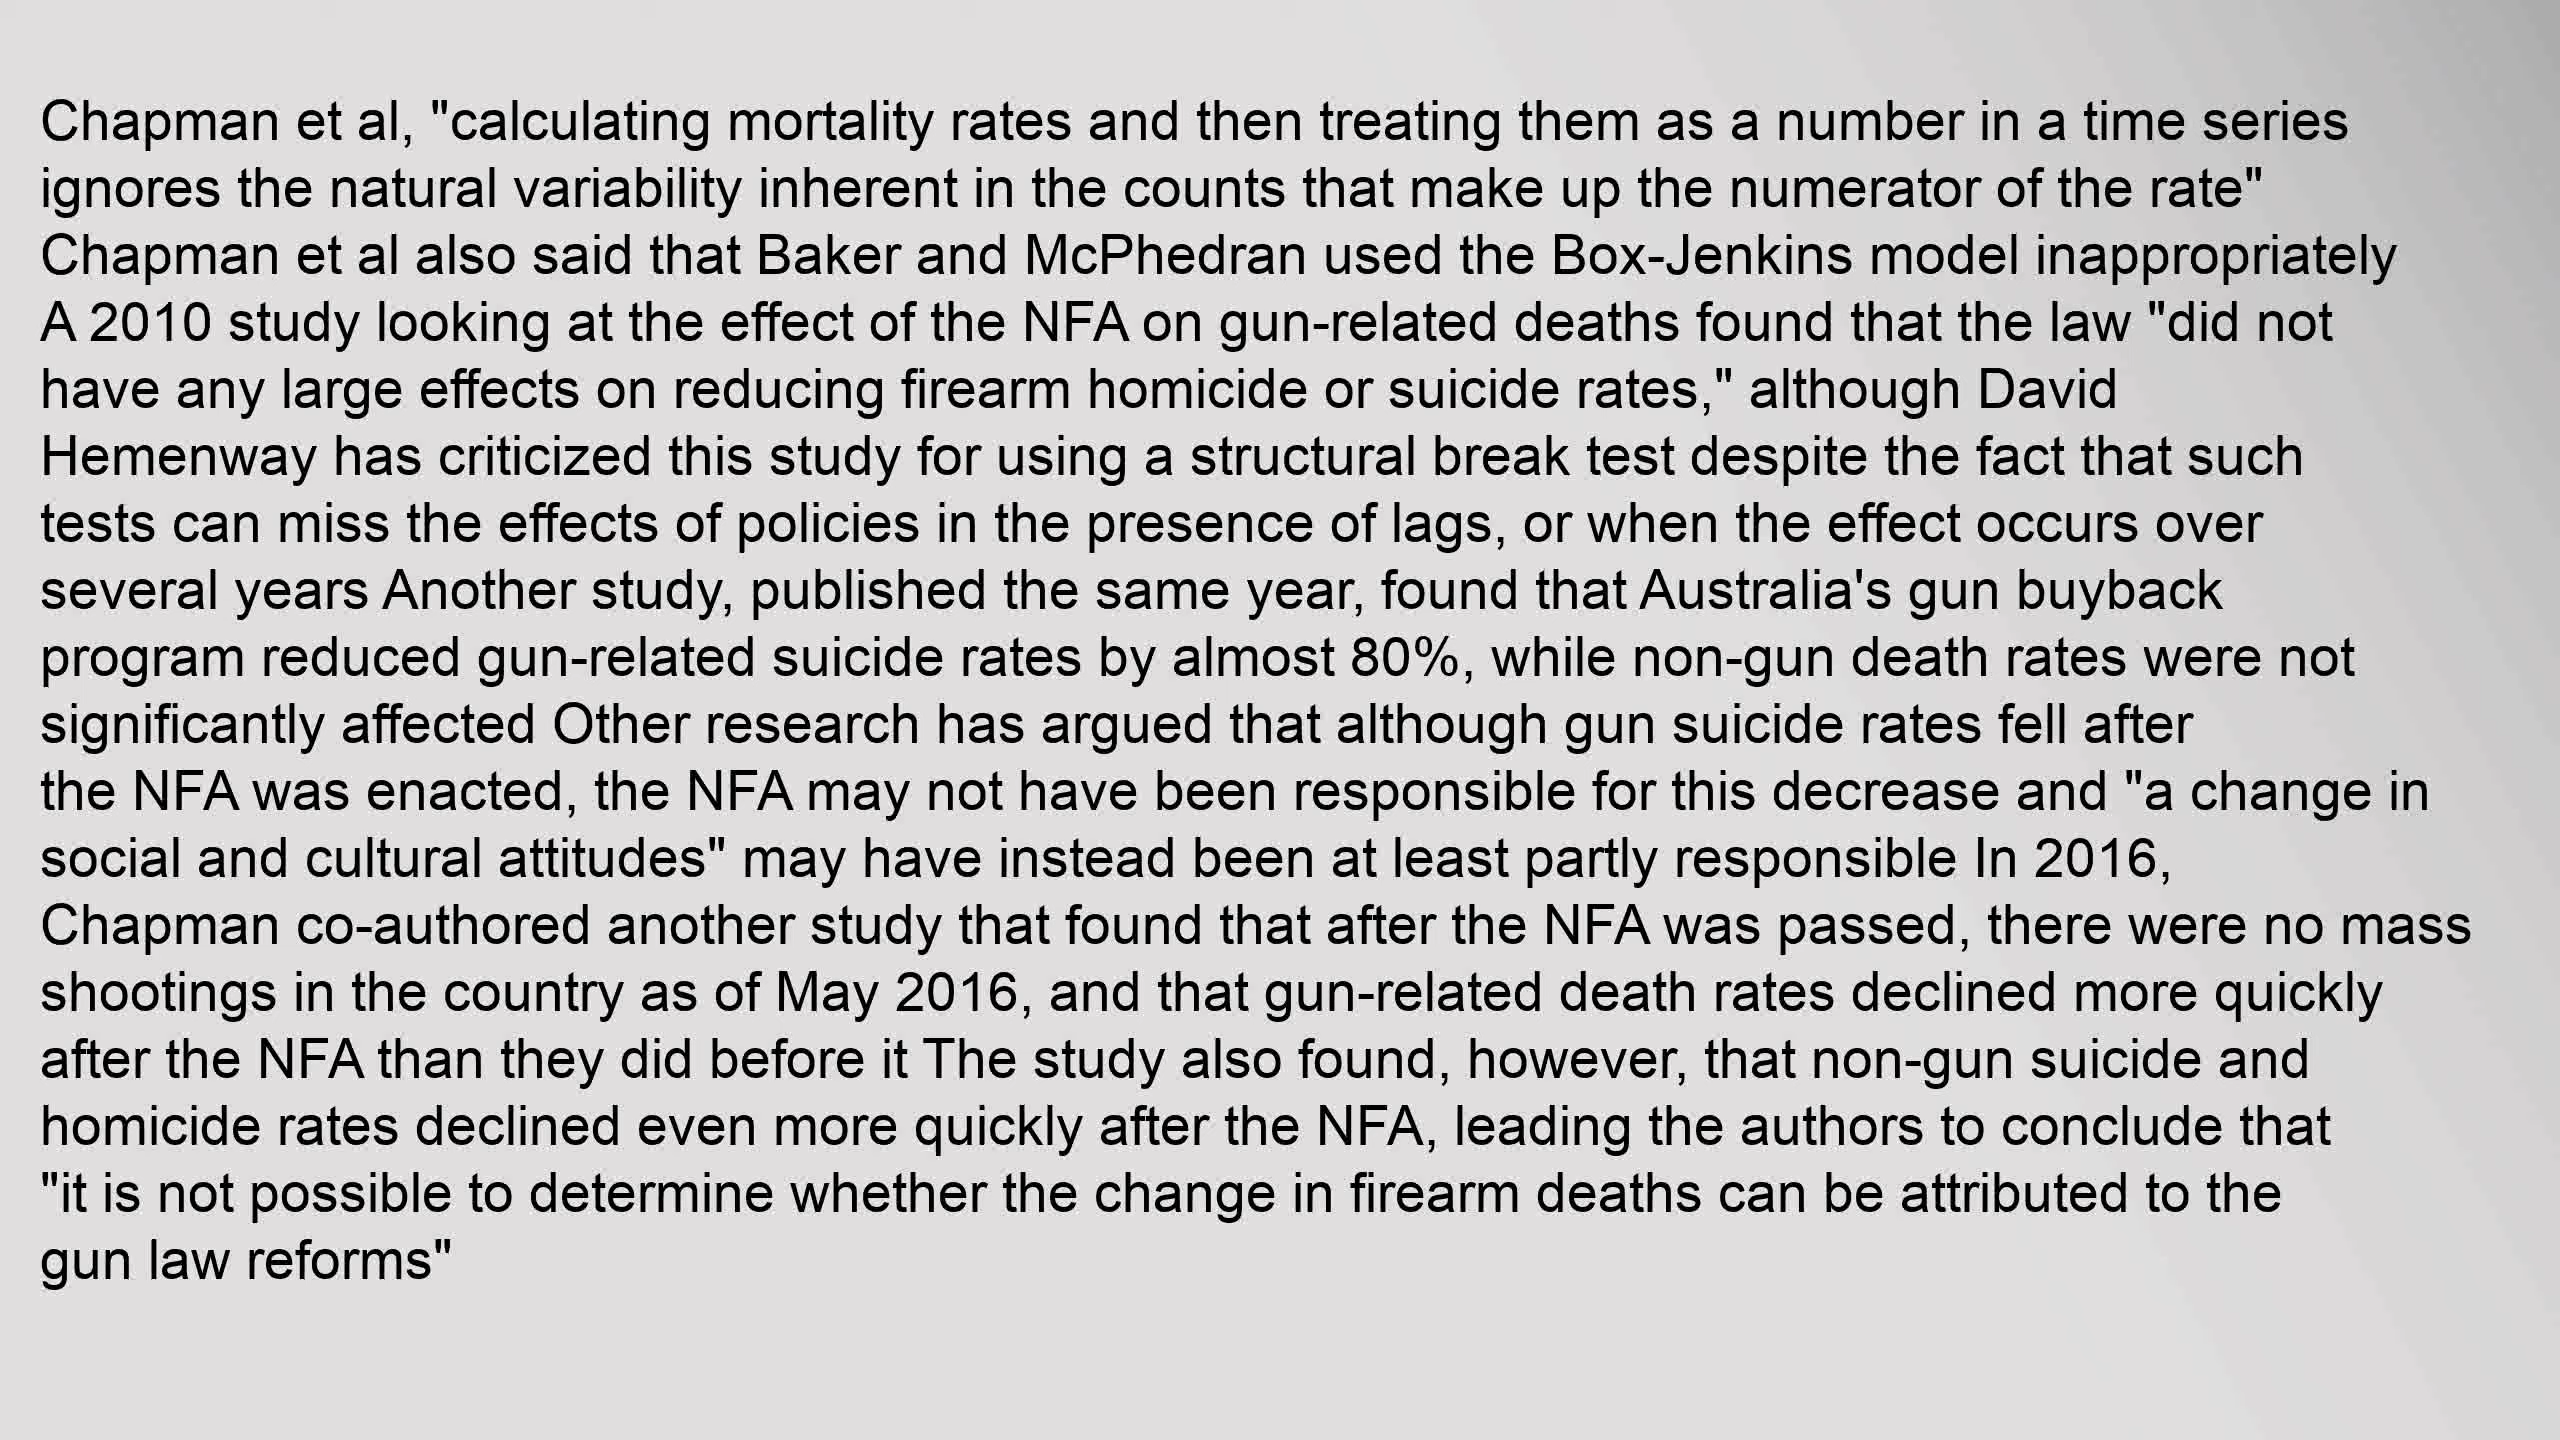 Chapman et al, "calculating mortality rates and then treating them as a number in a time series
ignores the natural variability inherent in the counts that make up the numerator of the rate"
Chapman et al also said that Baker and McPhedran used the Box-Jenkins model inappropriately
A 2010 study looking at the effect of the NFA on gun-related deaths found that the law "did not
have any large effects on reducing firearm homicide or suicide rates," although David
Hemenway has criticized this study for using a structural break test despite the fact that such
tests can miss the effects of policies in the presence of lags, or when the effect occurs over
several years Another study, published the same year, found that Australia's gun buyback
program reduced gun-related suicide rates by almost 80%, while non-gun death rates were not
significantly affected Other research has argued that although gun suicide rates fell after
the NFA was enacted, the NFA may not have been responsible for this decrease and "a change in
social and cultural attitudes" may have instead been at least partly responsible In 2016,
Chapman co-authored another study that found that after the NFA was passed, there were no mass
shootings in the country as of May 2016, and that gun-related death rates declined more quickly
after the NFA than they did before it The study also found, however, that non-gun suicide and
homicide rates declined even more quickly after the NFA, leading the authors to conclude that
"it is not possible to determine whether the change in firearm deaths can be attributed to the
gun law reforms"